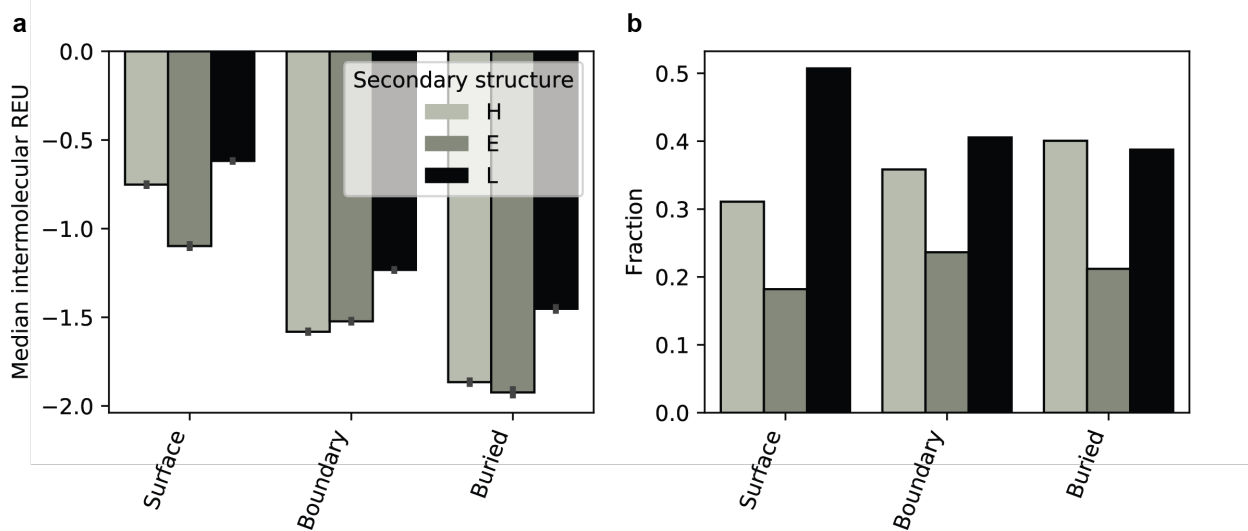 a
Median intermolecular REU
0.0
−0.5
−1.0
−1.5
−2.0
Secondary structure
H
E
L
Surface
Boundary
Buried
b
Fraction
0.5
0.4
0.3
0.2
0.1
0.0
Surface
Boundary
Buried